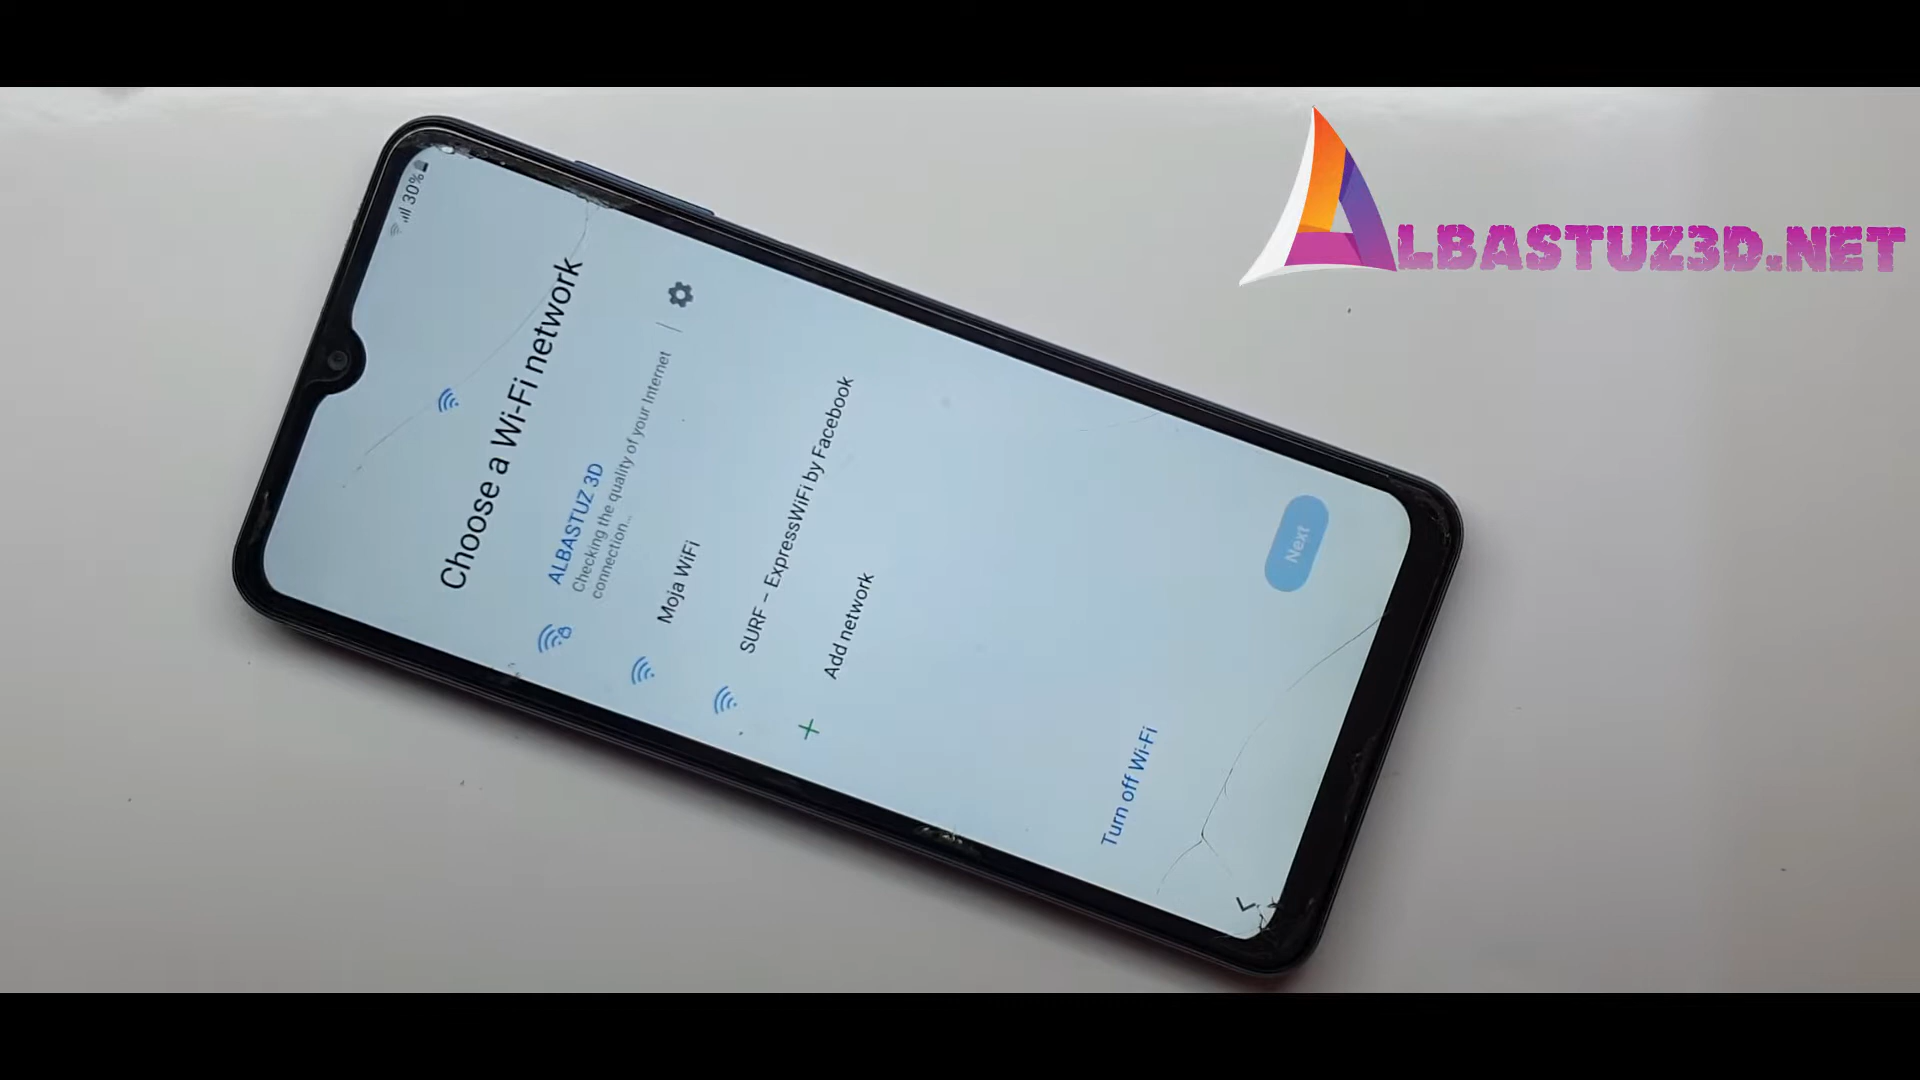 30%
Choose a Wi-Fi network
ALBASTUZ 3D
Checking the quality of your Internet
connection...
Moja WiFi
SURF – ExpressWiFi by Facebook
Add network
Turn off Wi-Fi
Next
ALBASTUZ3D.NET